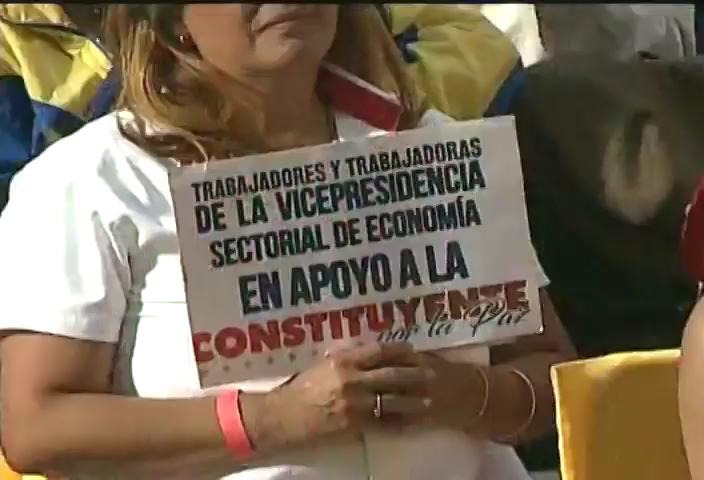 TRABAJADORES Y TRABAJADORAS
DE LA VICEPRESIDENCIA
SECTORIAL DE ECONOMÍA
EN APOYO A LA
CONSTITUYENTE
por la Paz